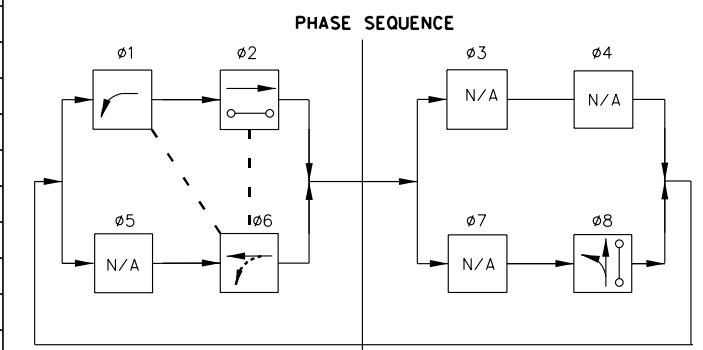 PHASE SEQUENCE
ø1 ø2 ø3 ø4
N/A N/A
ø5 ø6 ø7 ø8
N/A N/A